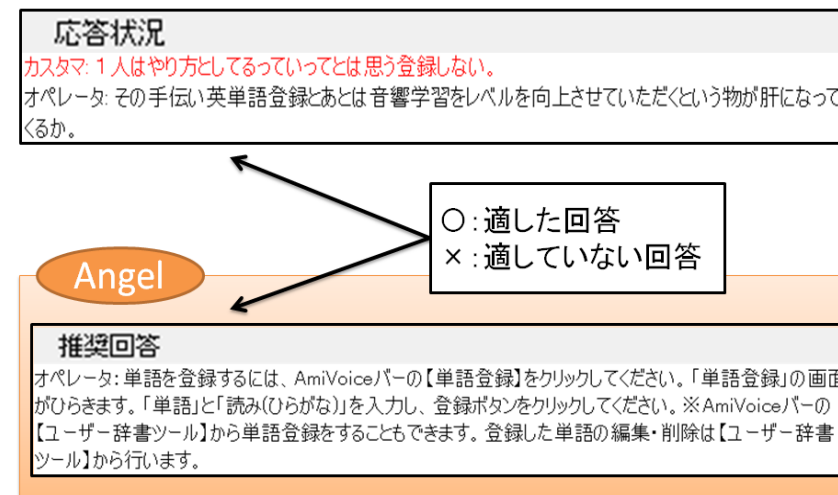 応答状況
カスタマ: 1 人はやり方としてるっていってとは思う登録しない。
オペレータ: その手伝い英単語登録とあとは音響学習をレベルを向上させていただくという物が肝になって
くるか。
○:適した回答
×:適していない回答
Angel
推奨回答
オペレータ: 単語を登録するには、AmiVoiceバーの【単語登録】をクリックしてください。「単語登録」の画面
がひらきます。「単語」と「読み(ひらがな)」を入力し、登録ボタンをクリックしてください。※AmiVoiceバーの
【ユーザー辞書ツール】から単語登録をすることもできます。登録した単語の編集・削除は【ユーザー辞書
ツール】から行います。